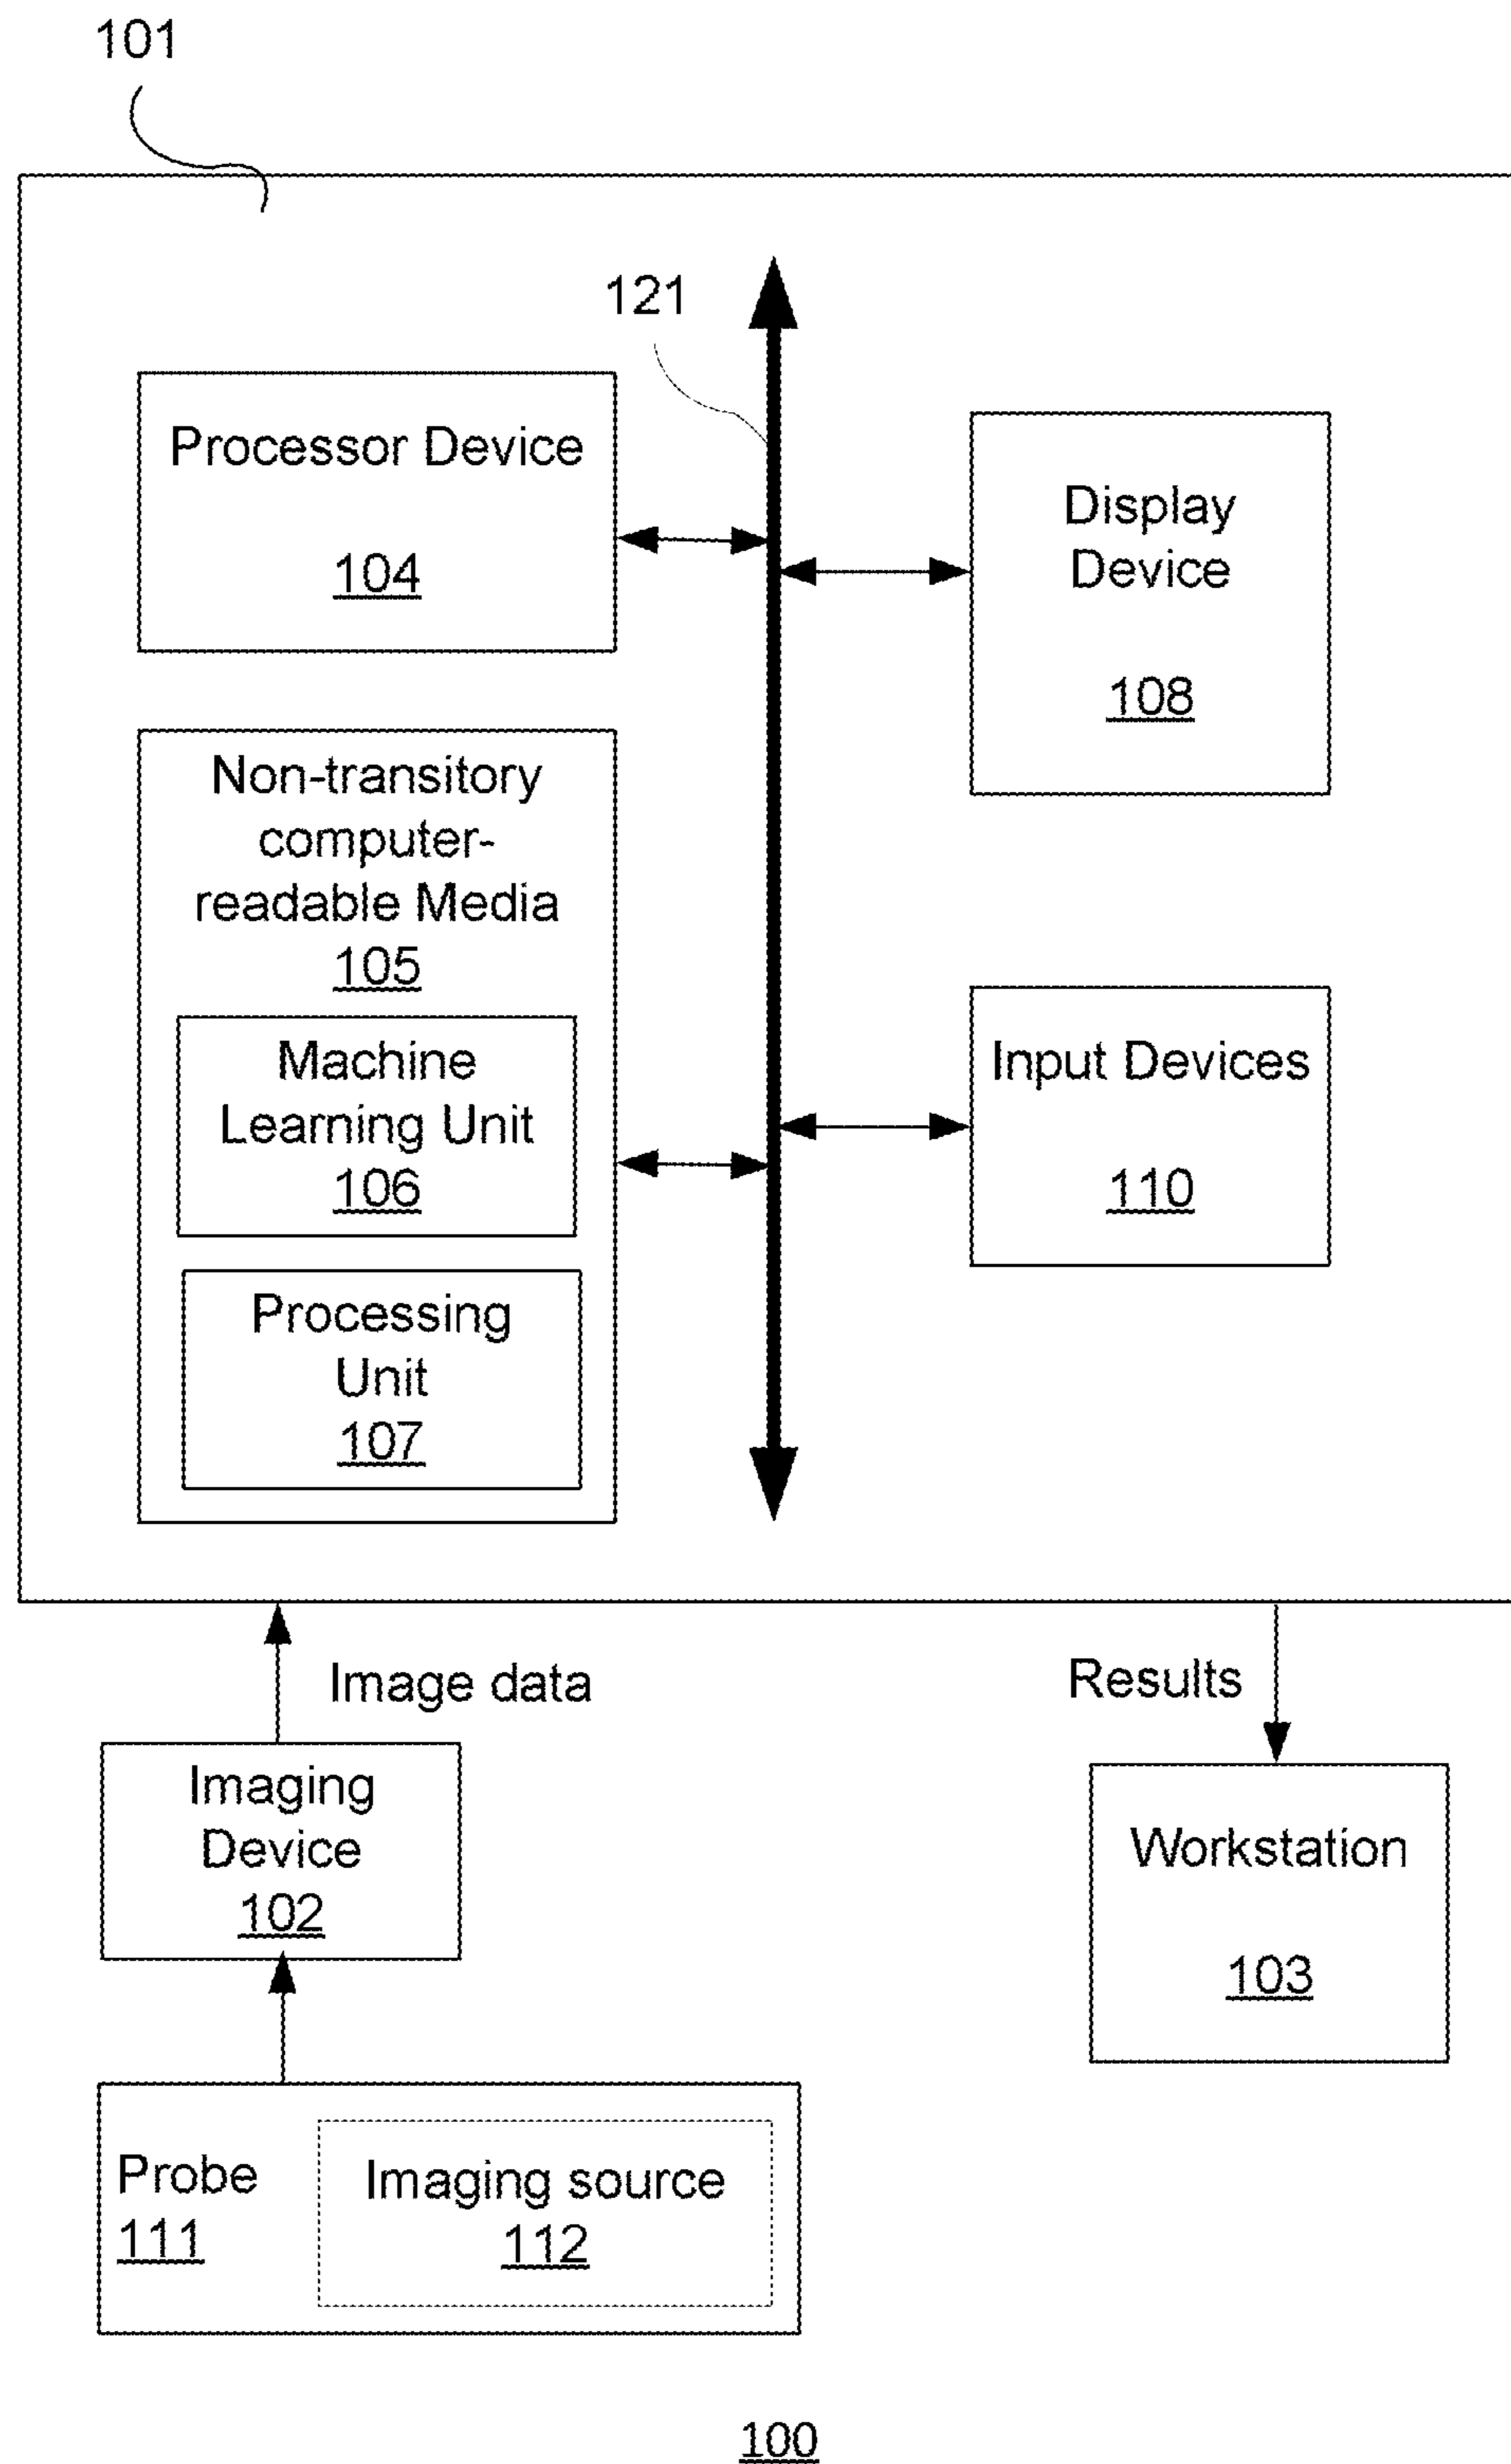 101
121
Processor Device
104
Display
Device
108
Non-transitory
computer-
readable Media
105
Machine
Learning Unit
106
Processing
Unit
107
Input Devices
110
Image data
Results
Imaging
Device
102
Workstation
103
Probe
111
Imaging source
112
100